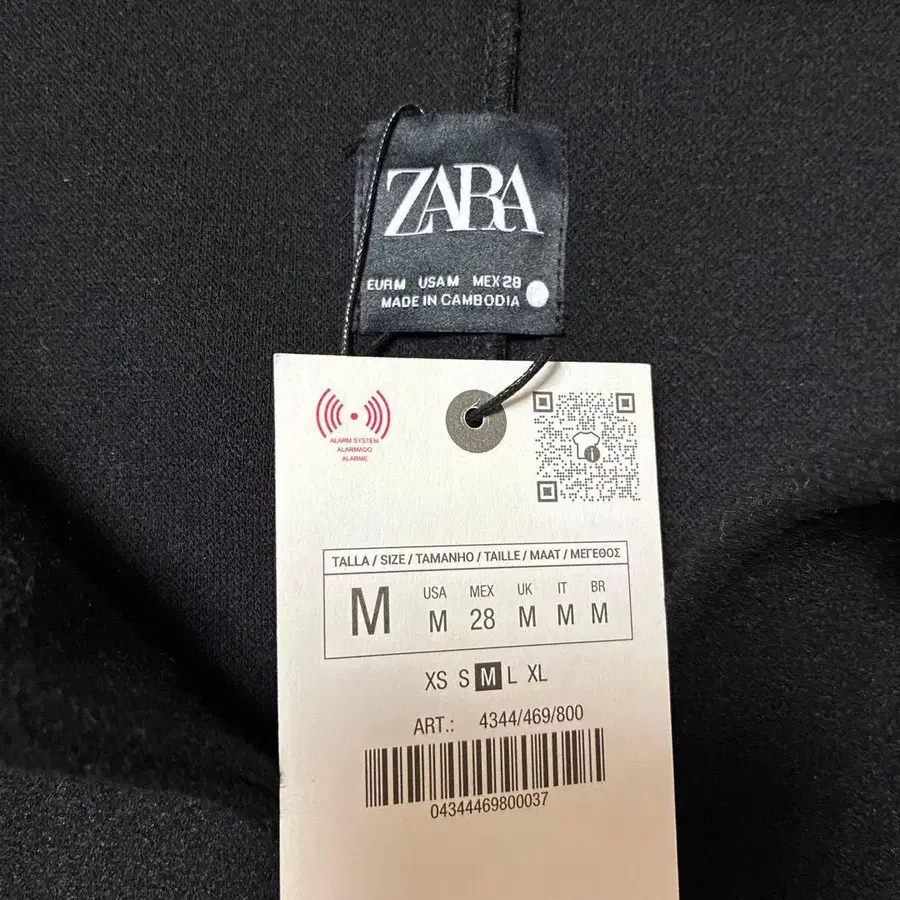 ZARA
EUR M USA M MEX 28
MADE IN CAMBODIA
ALARM SYSTEM
ALARMADO
ALARME
i
TALLA / SIZE / TAMANHO / TAILLE / MAAT / ΜΕΓΕΘΟΣ
M
USA MEX UK IT BR
M 28 M M M
XS S M L XL
ART.: 4344/469/800
04344469800037